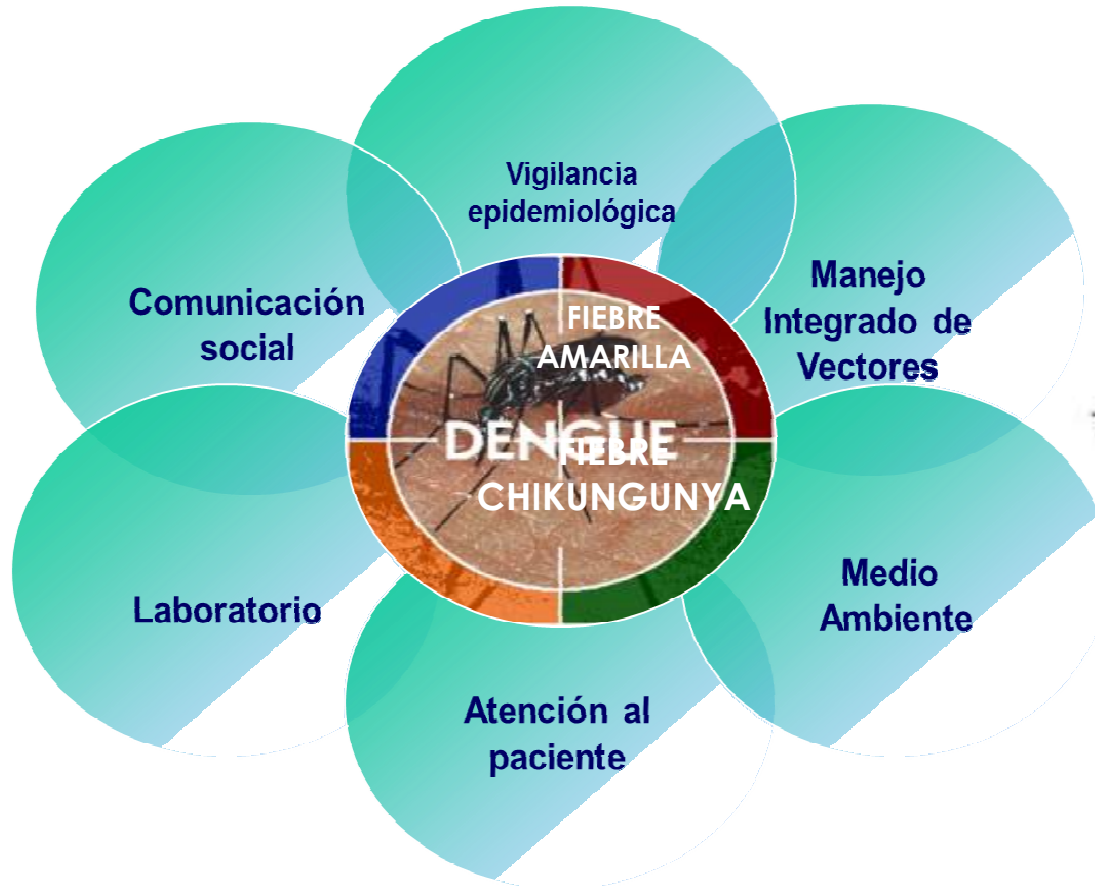 Vigilancia
epidemiológica
Manejo
Integrado de
Vectores
Comunicación
social
FIEBRE
AMARILLA
DENGUE
FIEBRE
CHIKUNGUNYA
Medio
Ambiente
Laboratorio
Atención al
paciente